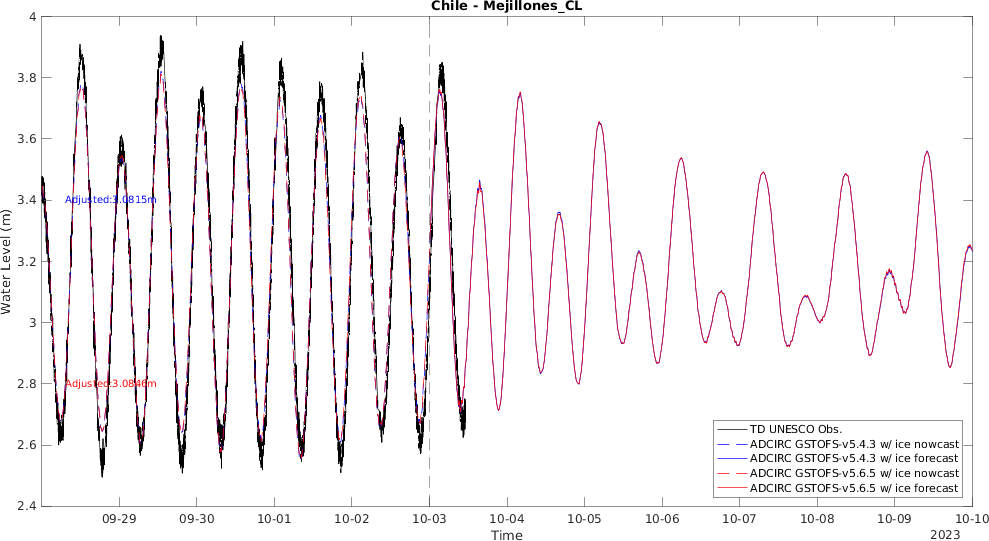 Chile - Mejillones_CL
4
3.8
3.6
3.4
3.2
3
2.8
2.6
2.4
Water Level (m)
Adjusted:3.0815m
Adjusted:3.0846m
TD UNESCO Obs.
ADCIRC GSTOFS-v5.4.3 w/ ice nowcast
ADCIRC GSTOFS-v5.4.3 w/ ice forecast
ADCIRC GSTOFS-v5.6.5 w/ ice nowcast
ADCIRC GSTOFS-v5.6.5 w/ ice forecast
09-29 09-30 10-01 10-02 10-03 10-04 10-05 10-06 10-07 10-08 10-09 10-10
Time
2023